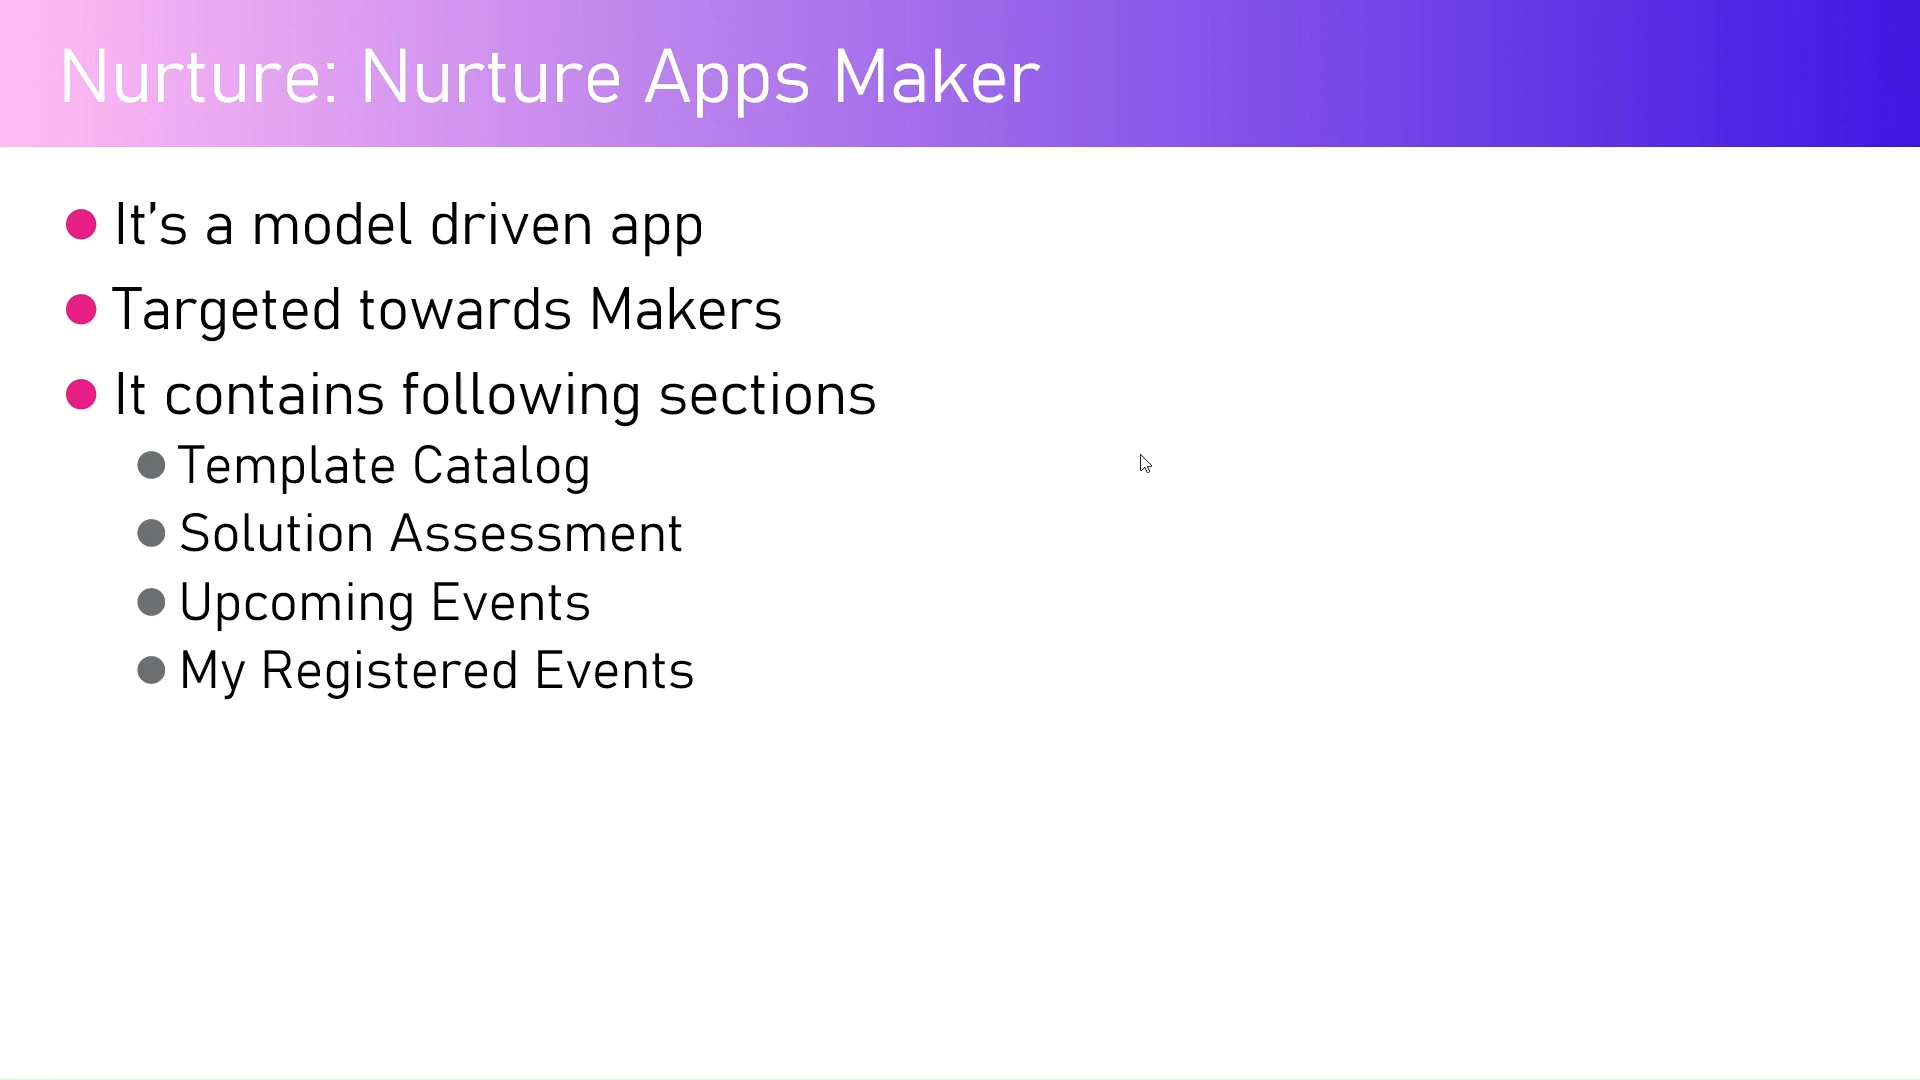 Nurture: Nurture Apps Maker
It’s a model driven app
Targeted towards Makers
It contains following sections
Template Catalog
Solution Assessment
Upcoming Events
My Registered Events